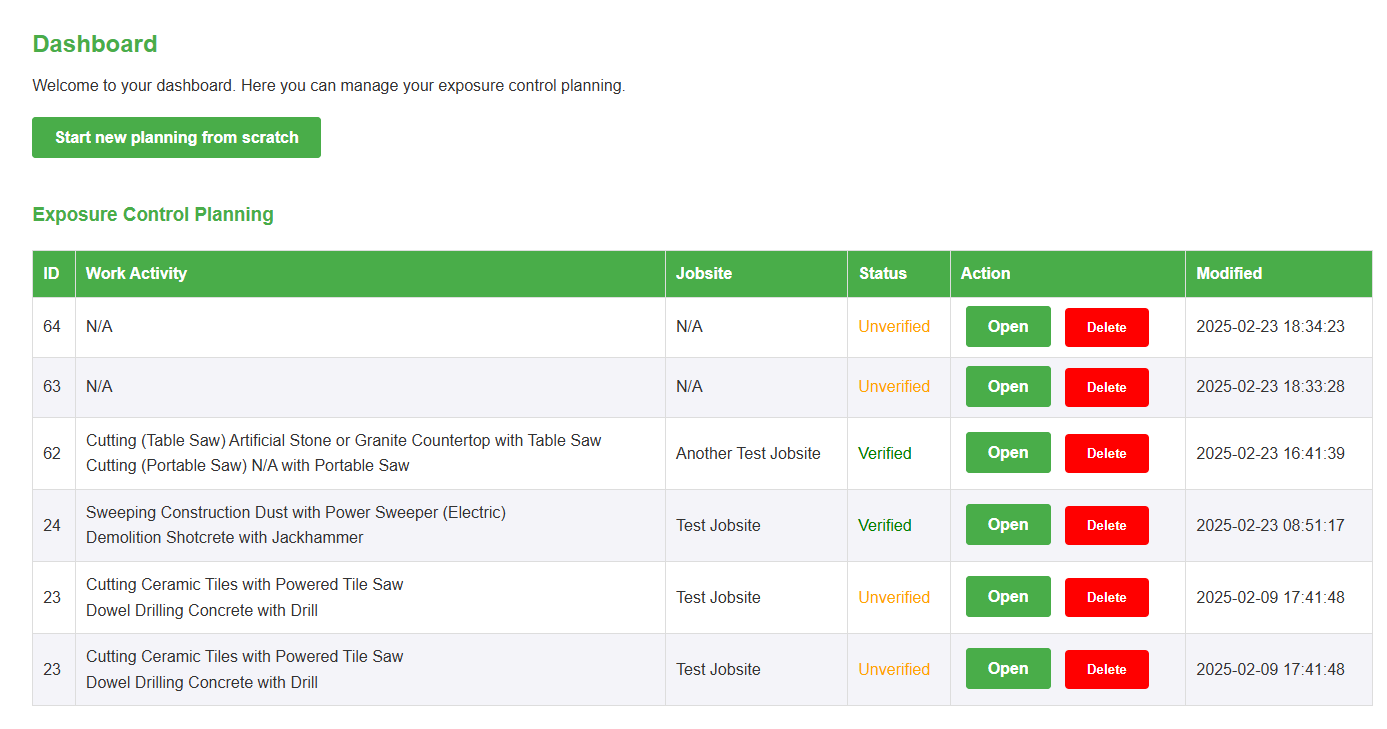 Dashboard
Welcome to your dashboard. Here you can manage your exposure control planning.
Start new planning from scratch
Exposure Control Planning
ID Work Activity Jobsite Status Action Modified
64 N/A N/A Unverified Open Delete 2025-02-23 18:34:23
63 N/A N/A Unverified Open Delete 2025-02-23 18:33:28
62 Cutting (Table Saw) Artificial Stone or Granite Countertop with Table Saw
Cutting (Portable Saw) N/A with Portable Saw
Another Test Jobsite Verified Open Delete 2025-02-23 16:41:39
24 Sweeping Construction Dust with Power Sweeper (Electric)
Demolition Shotcrete with Jackhammer
Test Jobsite Verified Open Delete 2025-02-23 08:51:17
23 Cutting Ceramic Tiles with Powered Tile Saw
Dowel Drilling Concrete with Drill
Test Jobsite Unverified Open Delete 2025-02-09 17:41:48
23 Cutting Ceramic Tiles with Powered Tile Saw
Dowel Drilling Concrete with Drill
Test Jobsite Unverified Open Delete 2025-02-09 17:41:48